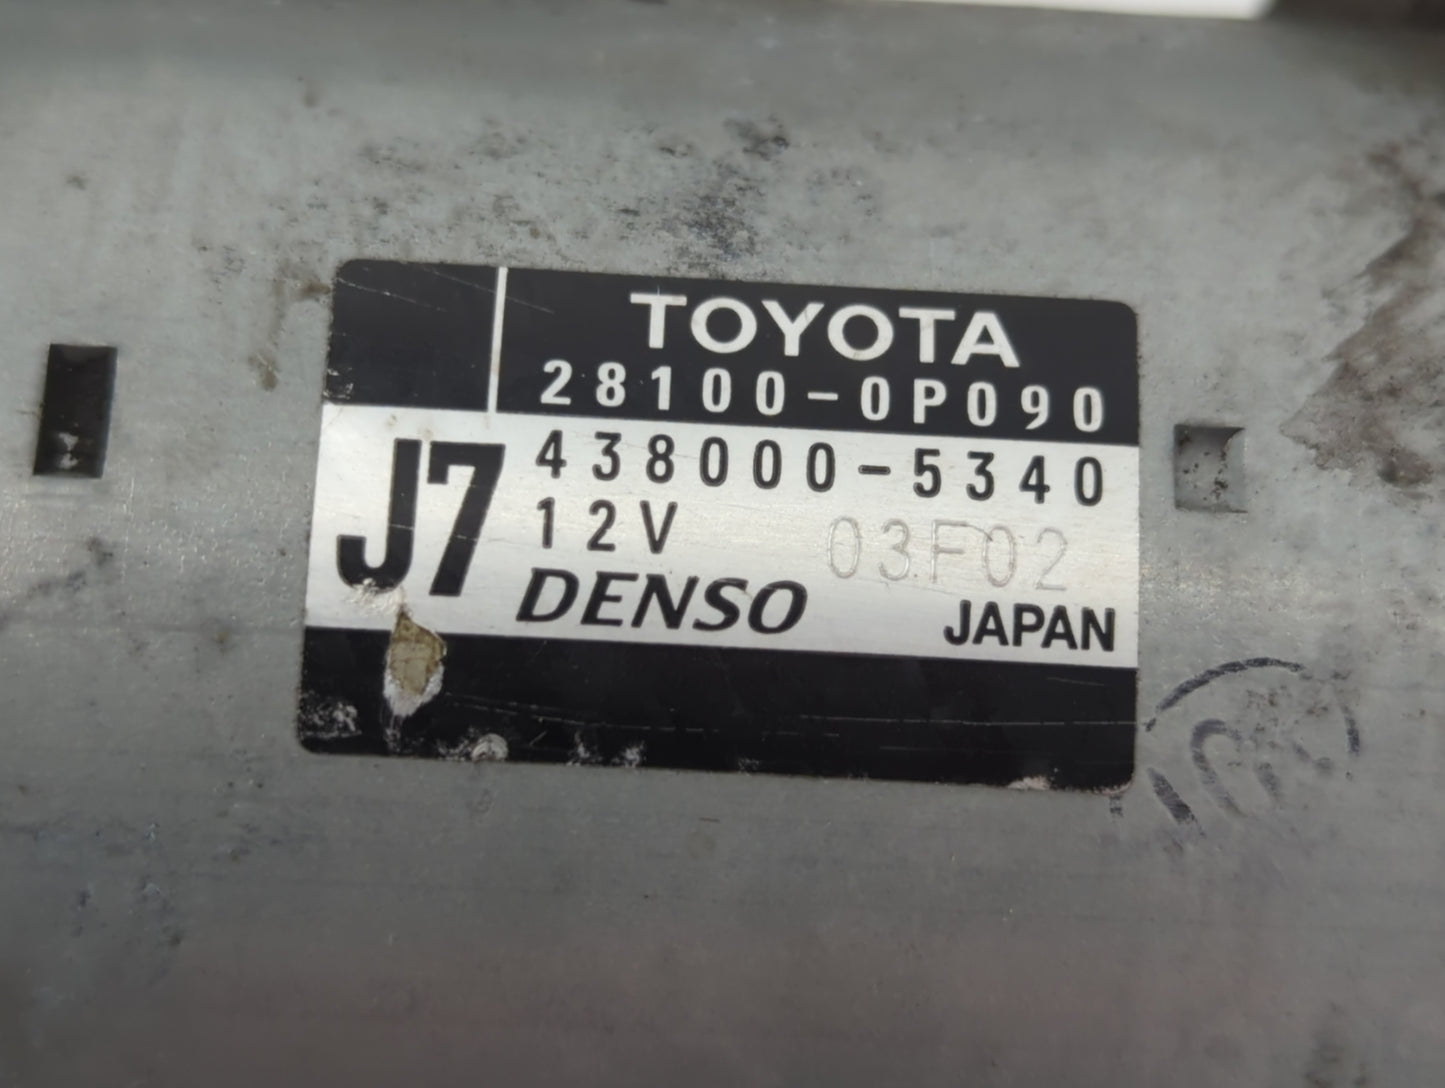 TOYOTA
28100-0P090
J7
438000-5340
12V 03F02
DENSO JAPAN